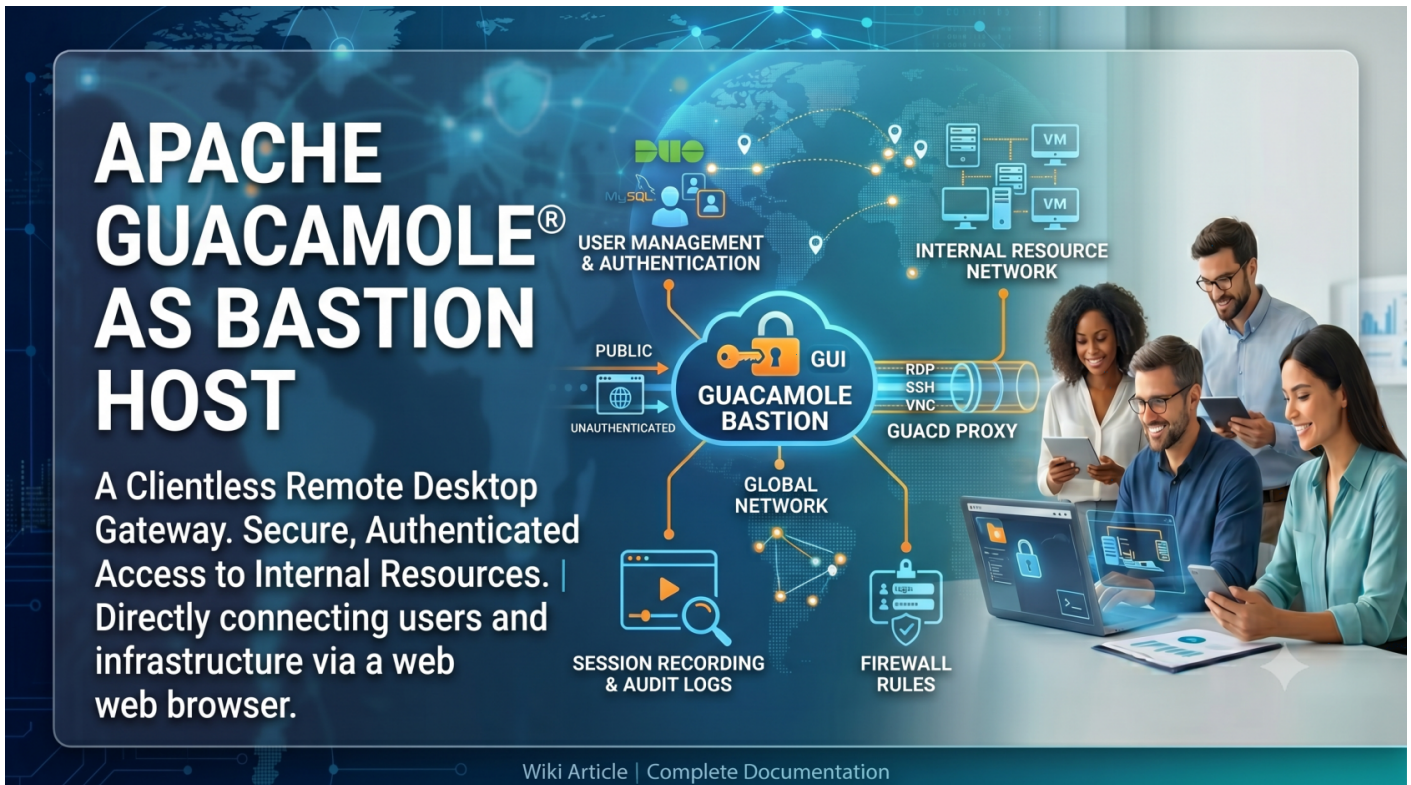 APACHE
GUACAMOLE®
AS BASTION
HOST
A Clientless Remote Desktop
Gateway. Secure, Authenticated
Access to Internal Resources. |
Directly connecting users and
infrastructure via a web
web browser.
DUO
MySQL
USER MANAGEMENT
& AUTHENTICATION
VM
VM
INTERNAL RESOURCE
NETWORK
PUBLIC
UNAUTHENTICATED
GUI
GUACAMOLE
BASTION
RDP
SSH
VNC
GUACD PROXY
GLOBAL
NETWORK
SESSION RECORDING
& AUDIT LOGS
FIREWALL
RULES
Wiki Article | Complete Documentation